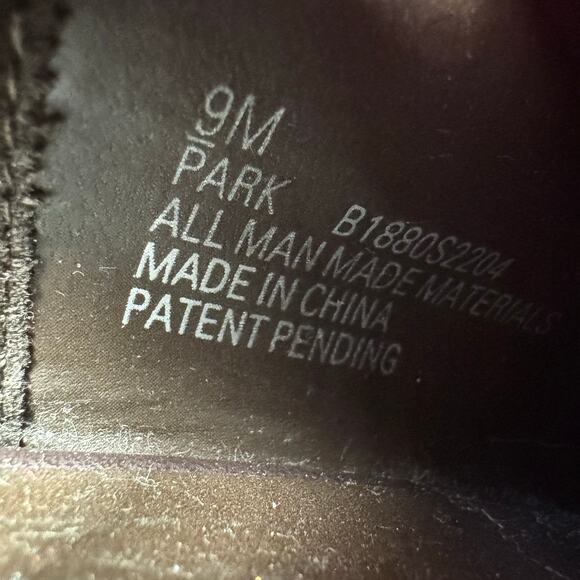 9M
PARK B1880S2204
ALL MAN MADE MATERIALS
MADE IN CHINA
PATENT PENDING